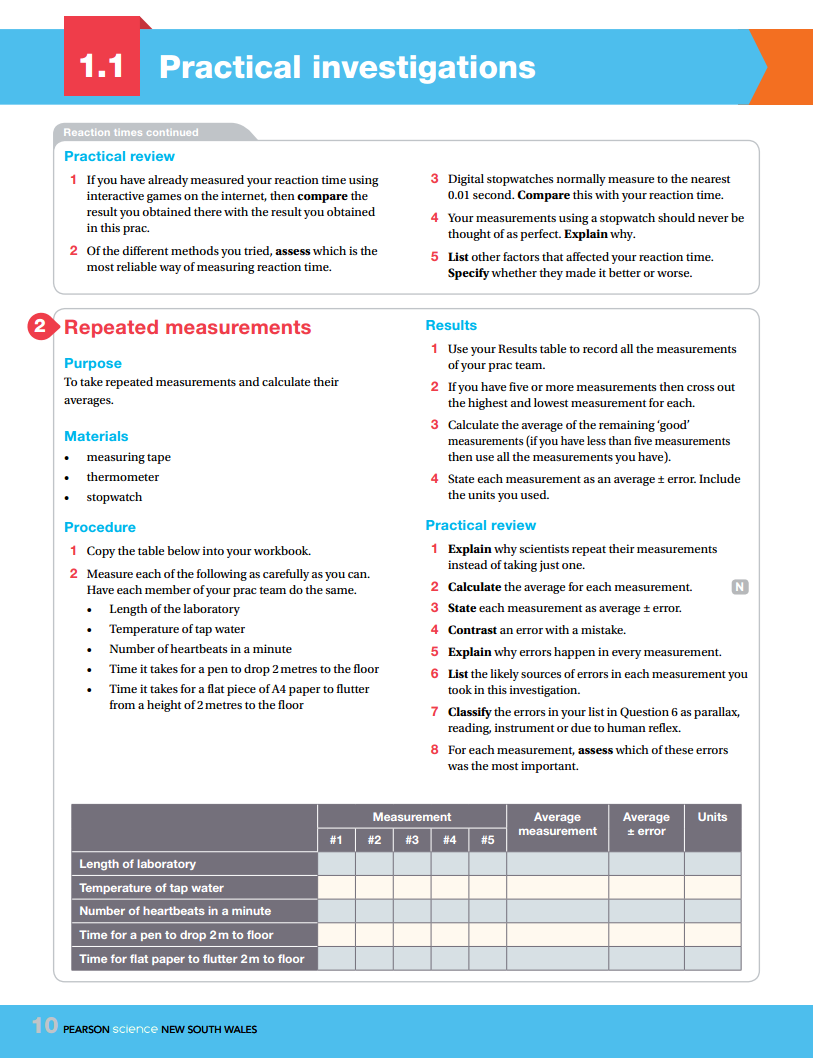 1.1
Practical investigations
Reaction times continued
Practical review
1 If you have already measured your reaction time using
interactive games on the internet, then compare the
result you obtained there with the result you obtained
in this prac.
2 Of the different methods you tried, assess which is the
most reliable way of measuring reaction time.
3 Digital stopwatches normally measure to the nearest
0.01 second. Compare this with your reaction time.
4 Your measurements using a stopwatch should never be
thought of as perfect. Explain why.
5 List other factors that affected your reaction time.
Specify whether they made it better or worse.
2 Repeated measurements
Purpose
To take repeated measurements and calculate their
averages.
Materials
• measuring tape
• thermometer
• stopwatch
Procedure
1 Copy the table below into your workbook.
2 Measure each of the following as carefully as you can.
Have each member of your prac team do the same.
• Length of the laboratory
• Temperature of tap water
• Number of heartbeats in a minute
• Time it takes for a pen to drop 2 metres to the floor
• Time it takes for a flat piece of A4 paper to flutter
from a height of 2 metres to the floor
Results
1 Use your Results table to record all the measurements
of your prac team.
2 If you have five or more measurements then cross out
the highest and lowest measurement for each.
3 Calculate the average of the remaining ‘good’
measurements (if you have less than five measurements
then use all the measurements you have).
4 State each measurement as an average ± error. Include
the units you used.
Practical review
1 Explain why scientists repeat their measurements
instead of taking just one.
2 Calculate the average for each measurement. N
3 State each measurement as average ± error.
4 Contrast an error with a mistake.
5 Explain why errors happen in every measurement.
6 List the likely sources of errors in each measurement you
took in this investigation.
7 Classify the errors in your list in Question 6 as parallax,
reading, instrument or due to human reflex.
8 For each measurement, assess which of these errors
was the most important.
Measurement Average Average Units
measurement ± error
#1 #2 #3 #4 #5
Length of laboratory
Temperature of tap water
Number of heartbeats in a minute
Time for a pen to drop 2 m to floor
Time for flat paper to flutter 2 m to floor
10 PEARSON science NEW SOUTH WALES